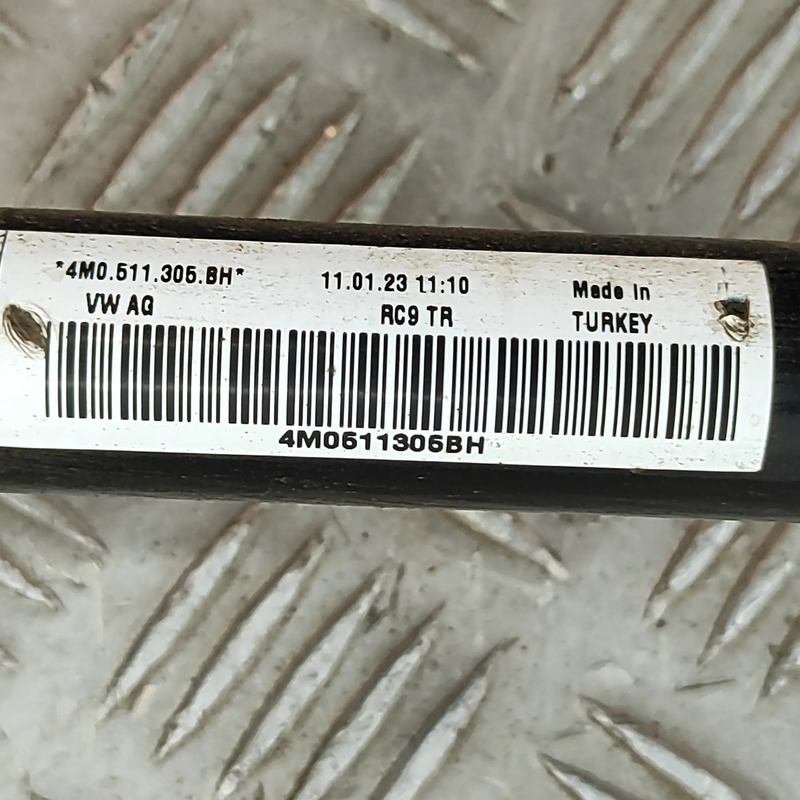 *4M0.511.305.BH* 11.01.23 11:10 Made In
VW AG RC9 TR TURKEY
4M0511305BH